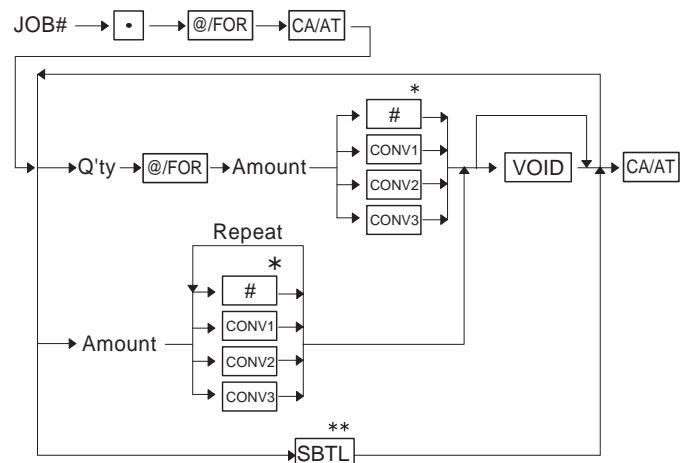 JOB# • @/FOR CA/AT
*
#
CONV1
Q'ty @/FOR Amount VOID CA/AT
CONV2
CONV3
Repeat
*
#
CONV1
Amount
CONV2
CONV3
**
SBTL